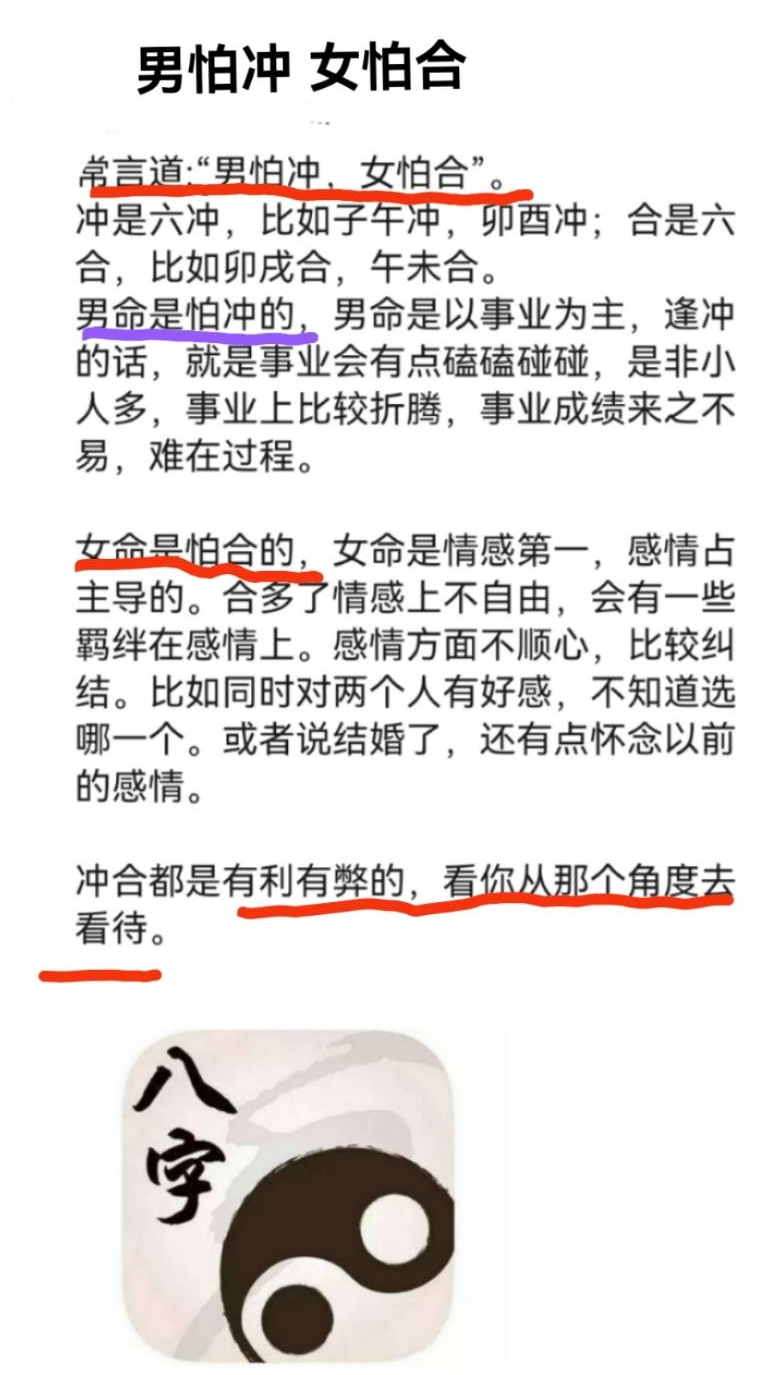 男怕冲 女怕合
常言道:“男怕冲，女怕合”。
冲是六冲，比如子午冲，卯酉冲；合是六
合，比如卯戌合，午未合。
男命是怕冲的，男命是以事业为主，逢冲
的话，就是事业会有点磕磕碰碰，是非小
人多，事业上比较折腾，事业成绩来之不
易，难在过程。
女命是怕合的，女命是情感第一，感情占
主导的。合多了情感上不自由，会有一些
羁绊在感情上。感情方面不顺心，比较纠
结。比如同时对两个人有好感，不知道选
哪一个。或者说结婚了，还有点怀念以前
的感情。
冲合都是有利有弊的，看你从那个角度去
看待。
八
字